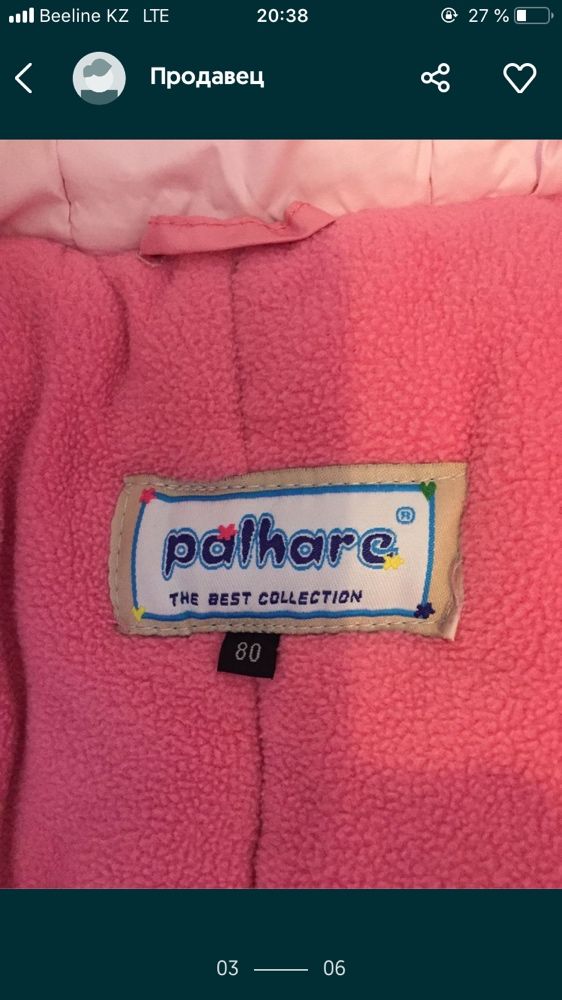 Beeline KZ LTE 20:38 27 %
Продавец
palhare ®
THE BEST COLLECTION
80
03 06